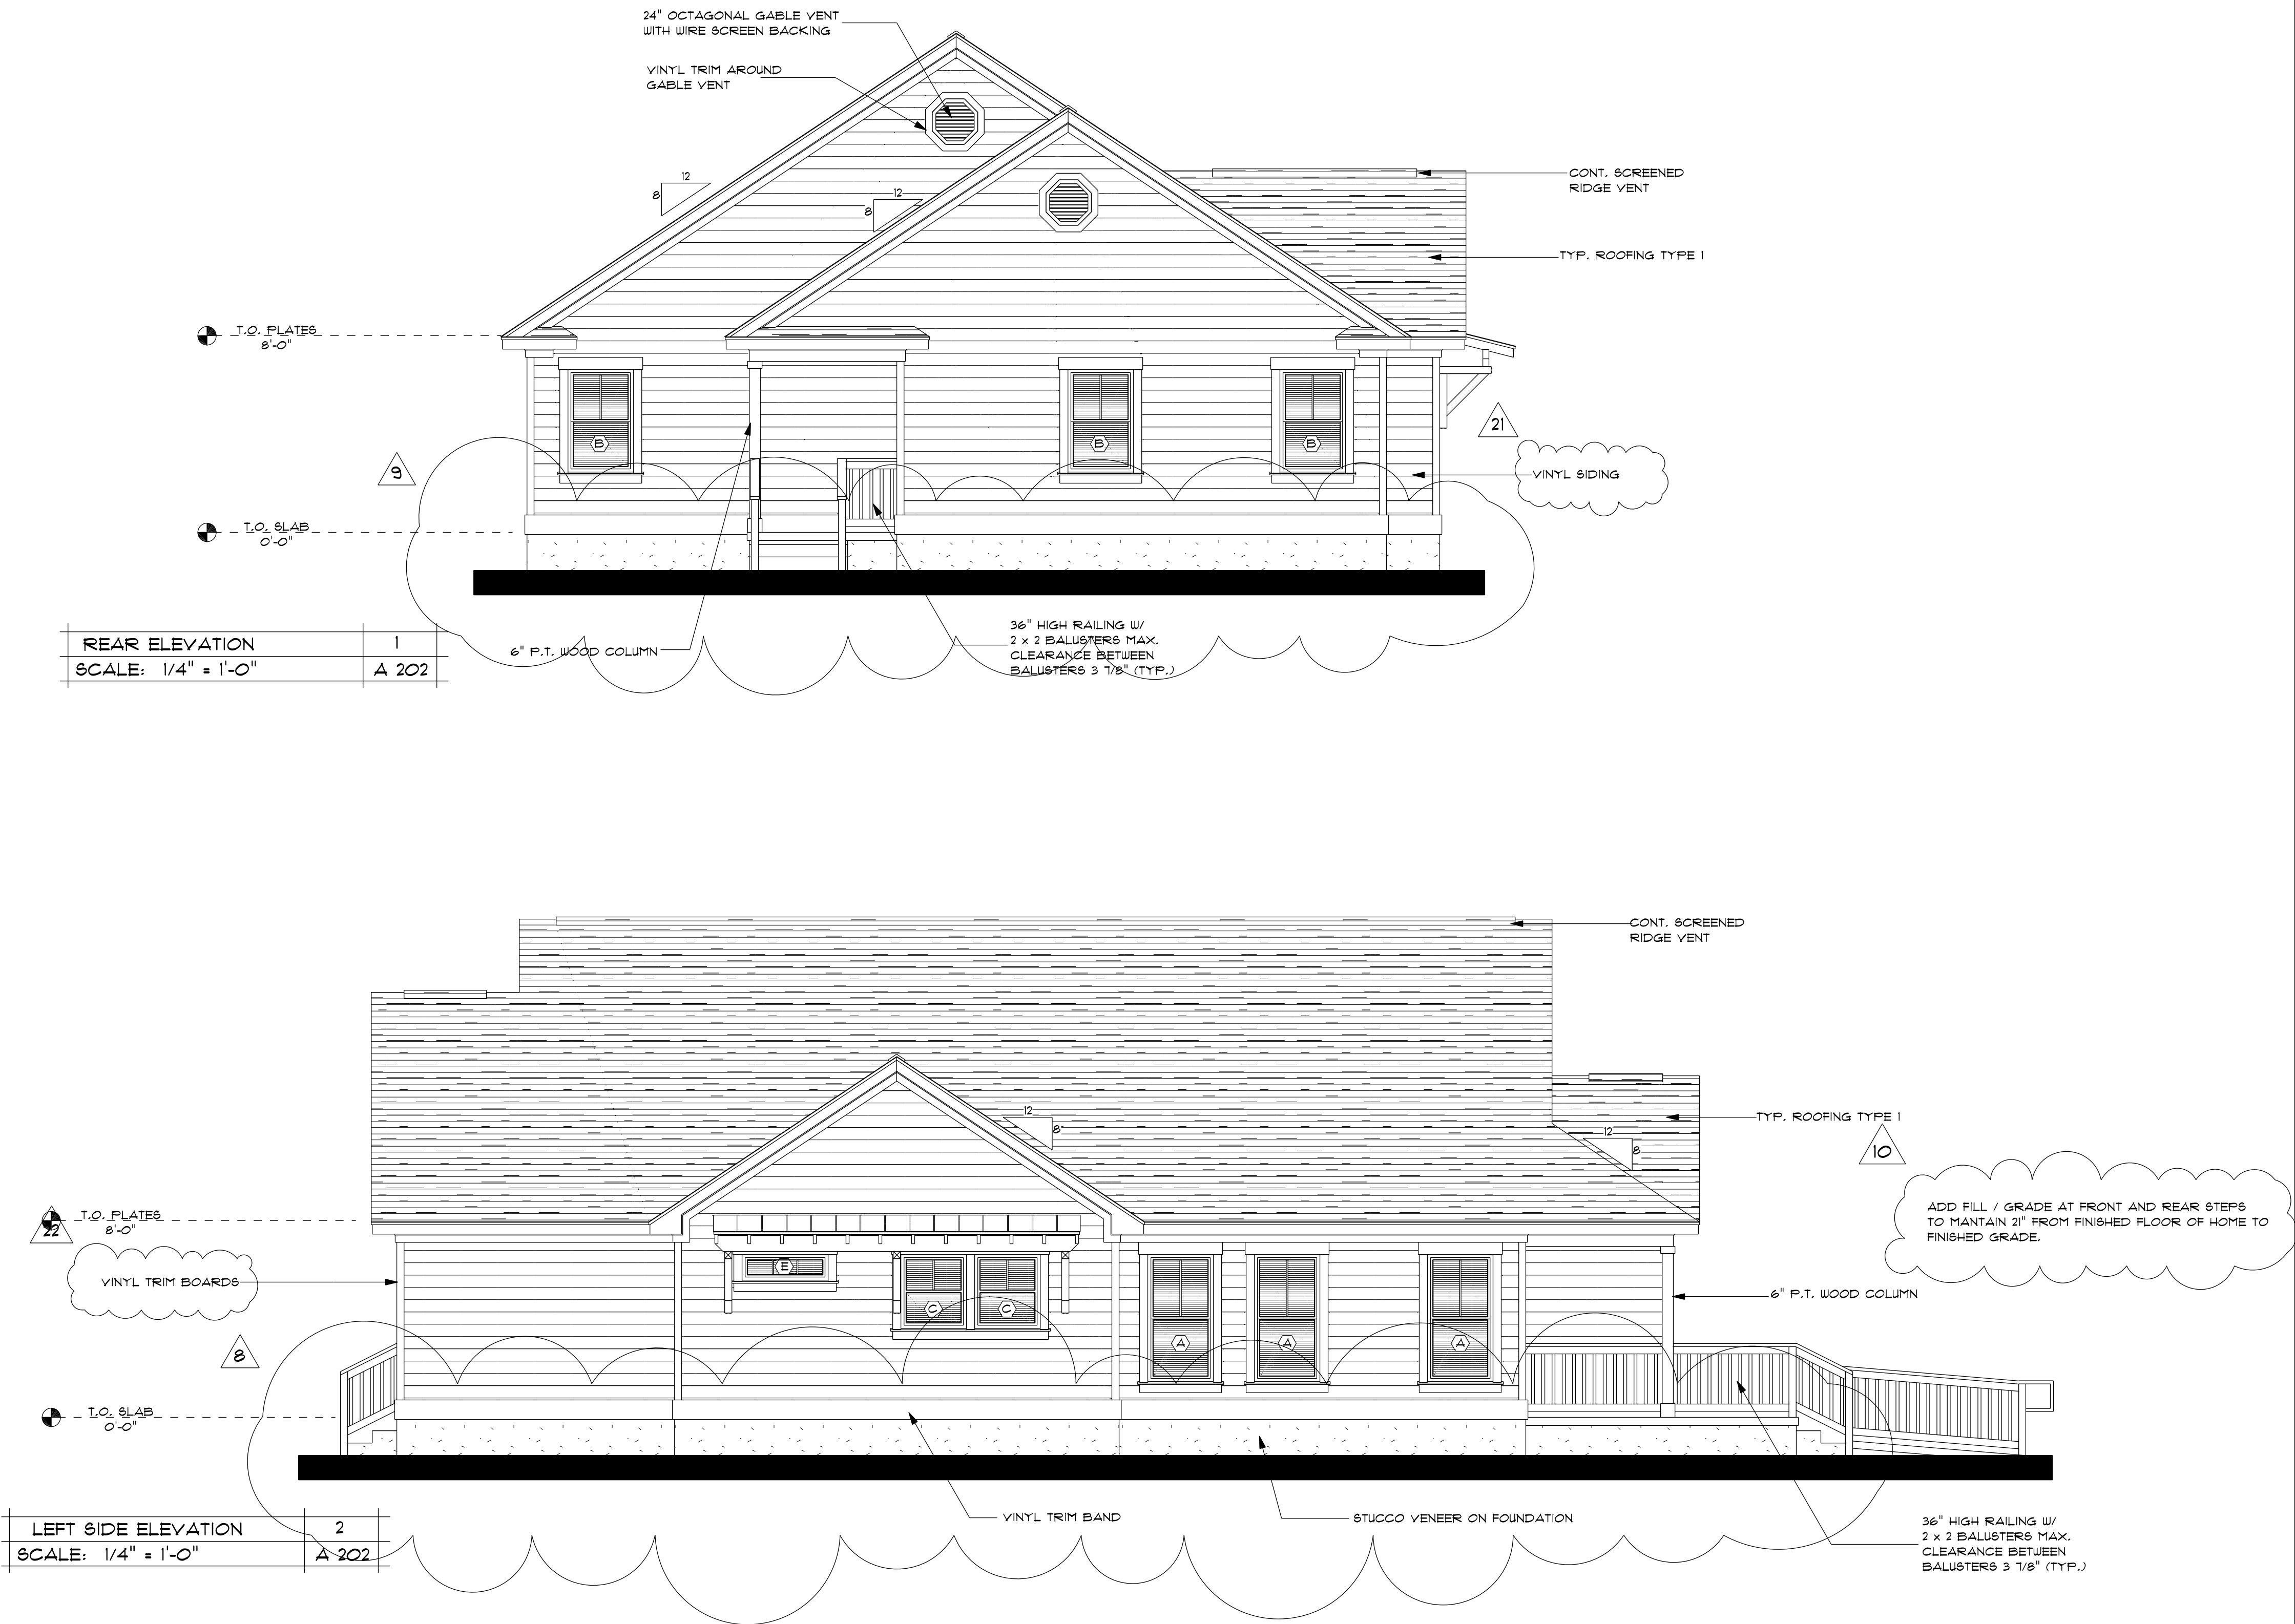 24" OCTAGONAL GABLE VENT
WITH WIRE SCREEN BACKING
VINYL TRIM AROUND
GABLE VENT
CONT. SCREENED
RIDGE VENT
12
8
12
8
TYP. ROOFING TYPE 1
T.O. PLATES
8'-0"
21
B
B
B
9
VINYL SIDING
T.O. SLAB
0'-0"
36" HIGH RAILING W/
2 x 2 BALUSTERS MAX.
CLEARANCE BETWEEN
BALUSTERS 3 7/8" (TYP.)
6" P.T. WOOD COLUMN
REAR ELEVATION
1
SCALE: 1/4" = 1'-0"
A 202
CONT. SCREENED
RIDGE VENT
12
8
TYP. ROOFING TYPE 1
12
8
10
ADD FILL / GRADE AT FRONT AND REAR STEPS
TO MANTAIN 21" FROM FINISHED FLOOR OF HOME TO
FINISHED GRADE.
T.O. PLATES
8'-0"
22
VINYL TRIM BOARDS
E
C
C
6" P.T. WOOD COLUMN
A
A
A
8
T.O. SLAB
0'-0"
VINYL TRIM BAND
STUCCO VENEER ON FOUNDATION
36" HIGH RAILING W/
2 x 2 BALUSTERS MAX.
CLEARANCE BETWEEN
BALUSTERS 3 7/8" (TYP.)
LEFT SIDE ELEVATION
2
SCALE: 1/4" = 1'-0"
A 202